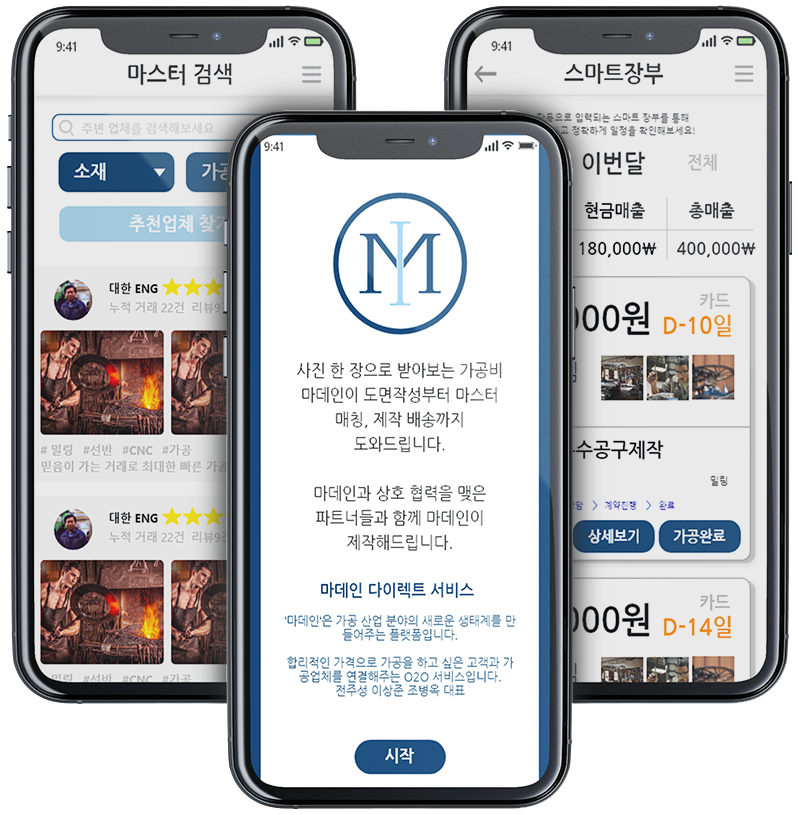 9:41
마스터 검색
주변 업체를 검색해보세요
소재
가공
추천업체 찾기
대한 ENG
누적 거래 22건 리뷰9건
# 밀링 #선반 #CNC #가공
믿음이 가는 거래로 최대한 빠른 가공
대한 ENG
누적 거래 22건 리뷰9
# 밀링 #선반 #CNC #가공
9:41
MI
사진 한 장으로 받아보는 가공비
마데인이 도면작성부터 마스터
매칭, 제작 배송까지
도와드립니다.
마데인과 상호 협력을 맺은
파트너들과 함께 마데인이
제작해드립니다.
마데인 다이렉트 서비스
'마데인'은 가공 산업 분야의 새로운 생태계를 만
들어주는 플랫폼입니다.
합리적인 가격으로 가공을 하고 싶은 고객과 가
공업체를 연결해주는 O2O 서비스입니다.
전주성 이상준 조병옥 대표
시작
9:41
스마트장부
자동으로 입력되는 스마트 장부를 통해
고 정확하게 일정을 확인해보세요!
이번달 전체
현금매출 총매출
180,000₩ 400,000₩
000원
카드
D-10일
수공구제작
밀링
담 > 계약진행 > 완료
상세보기 가공완료
000원
카드
D-14일